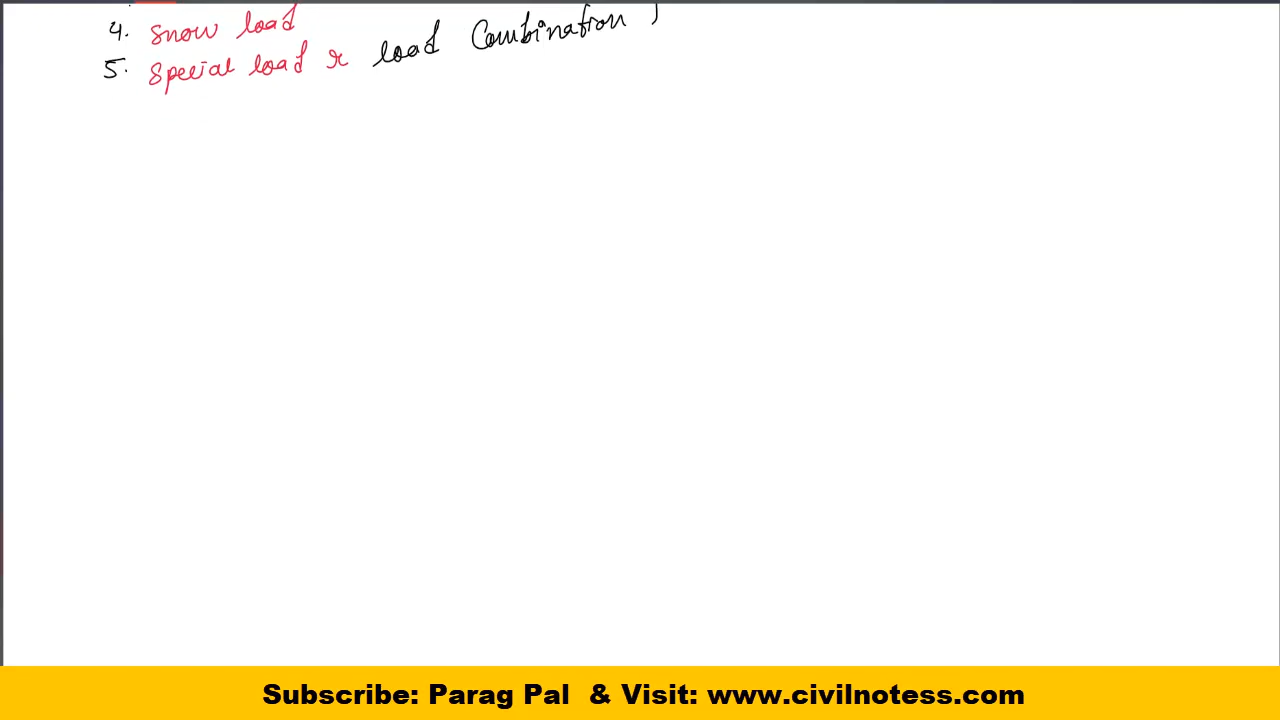 4. Snow load
5. Special load & load Combination
Subscribe: Parag Pal & Visit: www.civilnotess.com